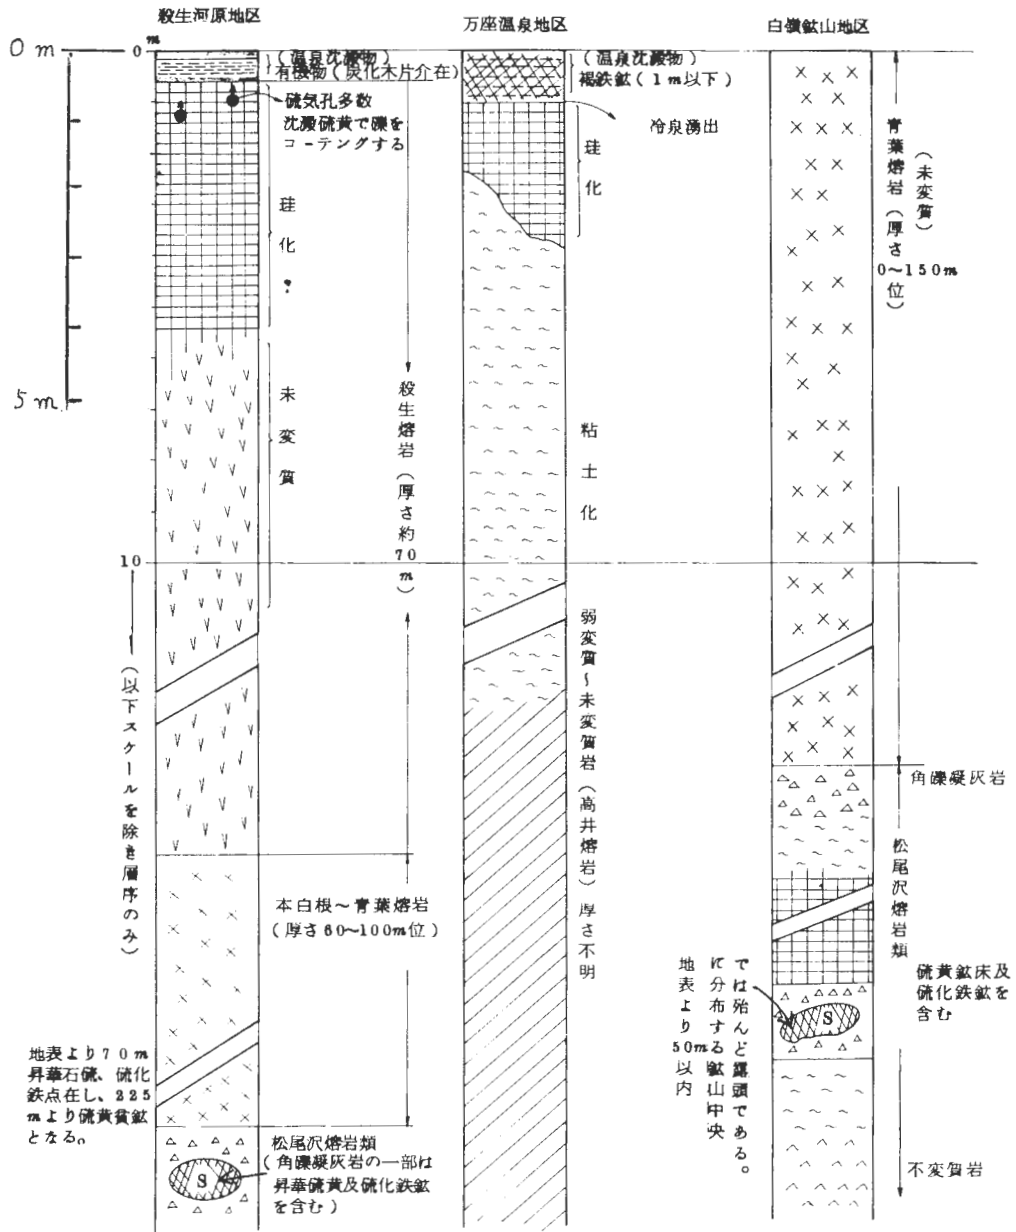 殺生河原地区
万座温泉地区
白嶺鉱山地区
0m
0m
5m
10
(以下スケールを除き層序のみ)
(温泉沈澱物)
有機物(炭化木片介在)
硫気孔多数
沈澱硫黄で礫を
コーテングする
珪化?
未変質
殺生熔岩(厚さ約70m)
本白根~青葉熔岩
(厚さ60~100m位)
地表より70m
昇華石硫、硫化
鉄点在し、225
mより硫黄貧鉱
となる。
松尾沢熔岩類
(角礫凝灰岩の一部は
昇華硫黄及硫化鉄鉱
を含む)
S
(温泉沈澱物)
褐鉄鉱(1m以下)
冷泉湧出
珪化
粘土化
弱変質~未変質岩(高井熔岩)厚さ不明
青葉熔岩(厚さ0~150m位)
(未変質)
角礫凝灰岩
松尾沢熔岩類
硫黄鉱床及
硫化鉄鉱を
含む
S
では殆んど露頭である。
に分布する鉱山中央
地表より50m以内
不変質岩